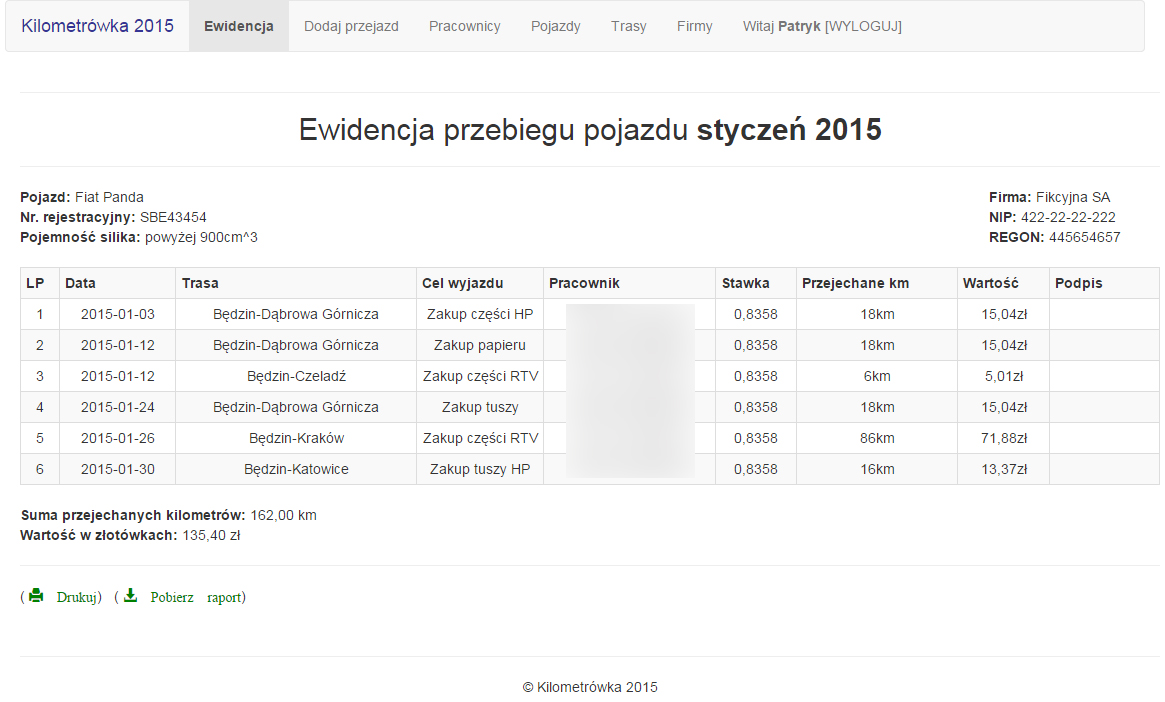 Kilometrówka 2015 Ewidencja Dodaj przejazd Pracownicy Pojazdy Trasy Firmy Witaj Patryk [WYLOGUJ]
Ewidencja przebiegu pojazdu styczeń 2015
Pojazd: Fiat Panda
Nr. rejestracyjny: SBE43454
Pojemność silika: powyżej 900cm^3
Firma: Fikcyjna SA
NIP: 422-22-22-222
REGON: 445654657
LP Data Trasa Cel wyjazdu Pracownik Stawka Przejechane km Wartość Podpis
1 2015-01-03 Będzin-Dąbrowa Górnicza Zakup części HP 0,8358 18km 15,04zł
2 2015-01-12 Będzin-Dąbrowa Górnicza Zakup papieru 0,8358 18km 15,04zł
3 2015-01-12 Będzin-Czeladź Zakup części RTV 0,8358 6km 5,01zł
4 2015-01-24 Będzin-Dąbrowa Górnicza Zakup tuszy 0,8358 18km 15,04zł
5 2015-01-26 Będzin-Kraków Zakup części RTV 0,8358 86km 71,88zł
6 2015-01-30 Będzin-Katowice Zakup tuszy HP 0,8358 16km 13,37zł
Suma przejechanych kilometrów: 162,00 km
Wartość w złotówkach: 135,40 zł
( Drukuj) ( Pobierz raport)
© Kilometrówka 2015